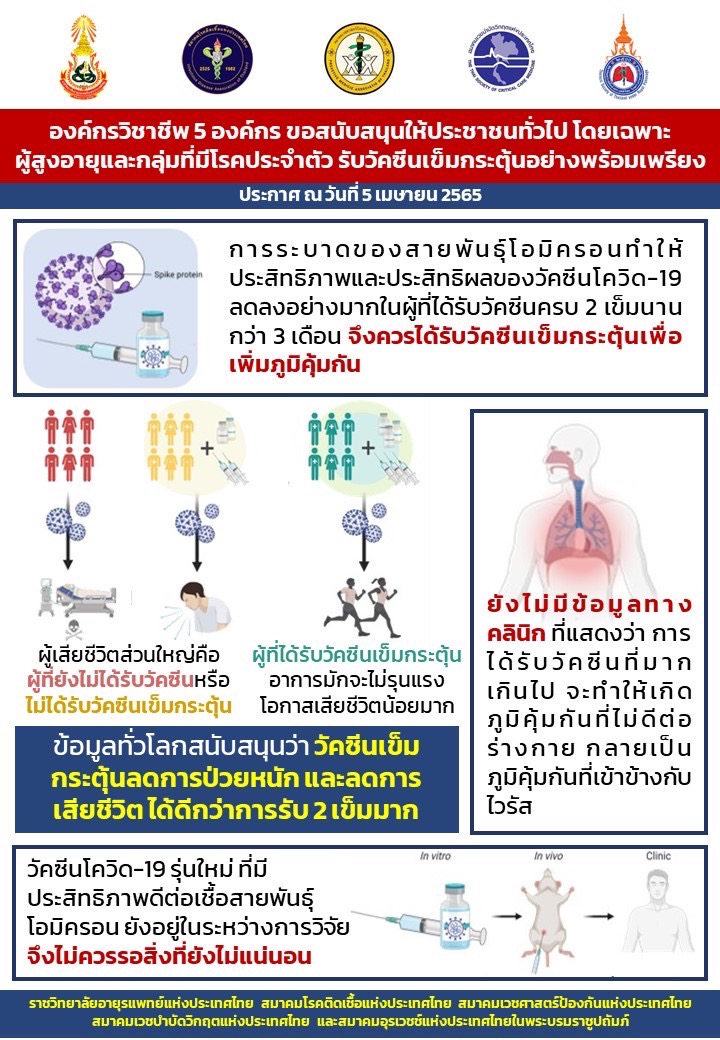 องค์กรวิชาชีพ 5 องค์กร ขอสนับสนุนให้ประชาชนทั่วไป โดยเฉพาะ
ผู้สูงอายุและกลุ่มที่มีโรคประจำตัว รับวัคซีนเข็มกระตุ้นอย่างพร้อมเพรียง
ประกาศ ณ วันที่ 5 เมษายน 2565
Spike protein
การระบาดของสายพันธุ์โอมิครอนทำให้
ประสิทธิภาพและประสิทธิผลของวัคซีนโควิด-19
ลดลงอย่างมากในผู้ที่ได้รับวัคซีนครบ 2 เข็มนาน
กว่า 3 เดือน จึงควรได้รับวัคซีนเข็มกระตุ้นเพื่อ
เพิ่มภูมิคุ้มกัน
ผู้เสียชีวิตส่วนใหญ่คือ
ผู้ที่ยังไม่ได้รับวัคซีนหรือ
ไม่ได้รับวัคซีนเข็มกระตุ้น
ผู้ที่ได้รับวัคซีนเข็มกระตุ้น
อาการมักจะไม่รุนแรง
โอกาสเสียชีวิตน้อยมาก
ข้อมูลทั่วโลกสนับสนุนว่า วัคซีนเข็ม
กระตุ้นลดการป่วยหนัก และลดการ
เสียชีวิต ได้ดีกว่าการรับ 2 เข็มมาก
ยังไม่มีข้อมูลทาง
คลินิก ที่แสดงว่า การ
ได้รับวัคซีนที่มาก
เกินไป จะทำให้เกิด
ภูมิคุ้มกันที่ไม่ดีต่อ
ร่างกาย กลายเป็น
ภูมิคุ้มกันที่เข้าข้างกับ
ไวรัส
วัคซีนโควิด-19 รุ่นใหม่ ที่มี
ประสิทธิภาพดีต่อเชื้อสายพันธุ์
โอมิครอน ยังอยู่ในระหว่างการวิจัย
จึงไม่ควรรอสิ่งที่ยังไม่แน่นอน
In vitro
In vivo
Clinic
ราชวิทยาลัยอายุรแพทย์แห่งประเทศไทย สมาคมโรคติดเชื้อแห่งประเทศไทย สมาคมเวชศาสตร์ป้องกันแห่งประเทศไทย
สมาคมเวชบำบัดวิกฤตแห่งประเทศไทย และสมาคมอุรเวชช์แห่งประเทศไทยในพระบรมราชูปถัมภ์